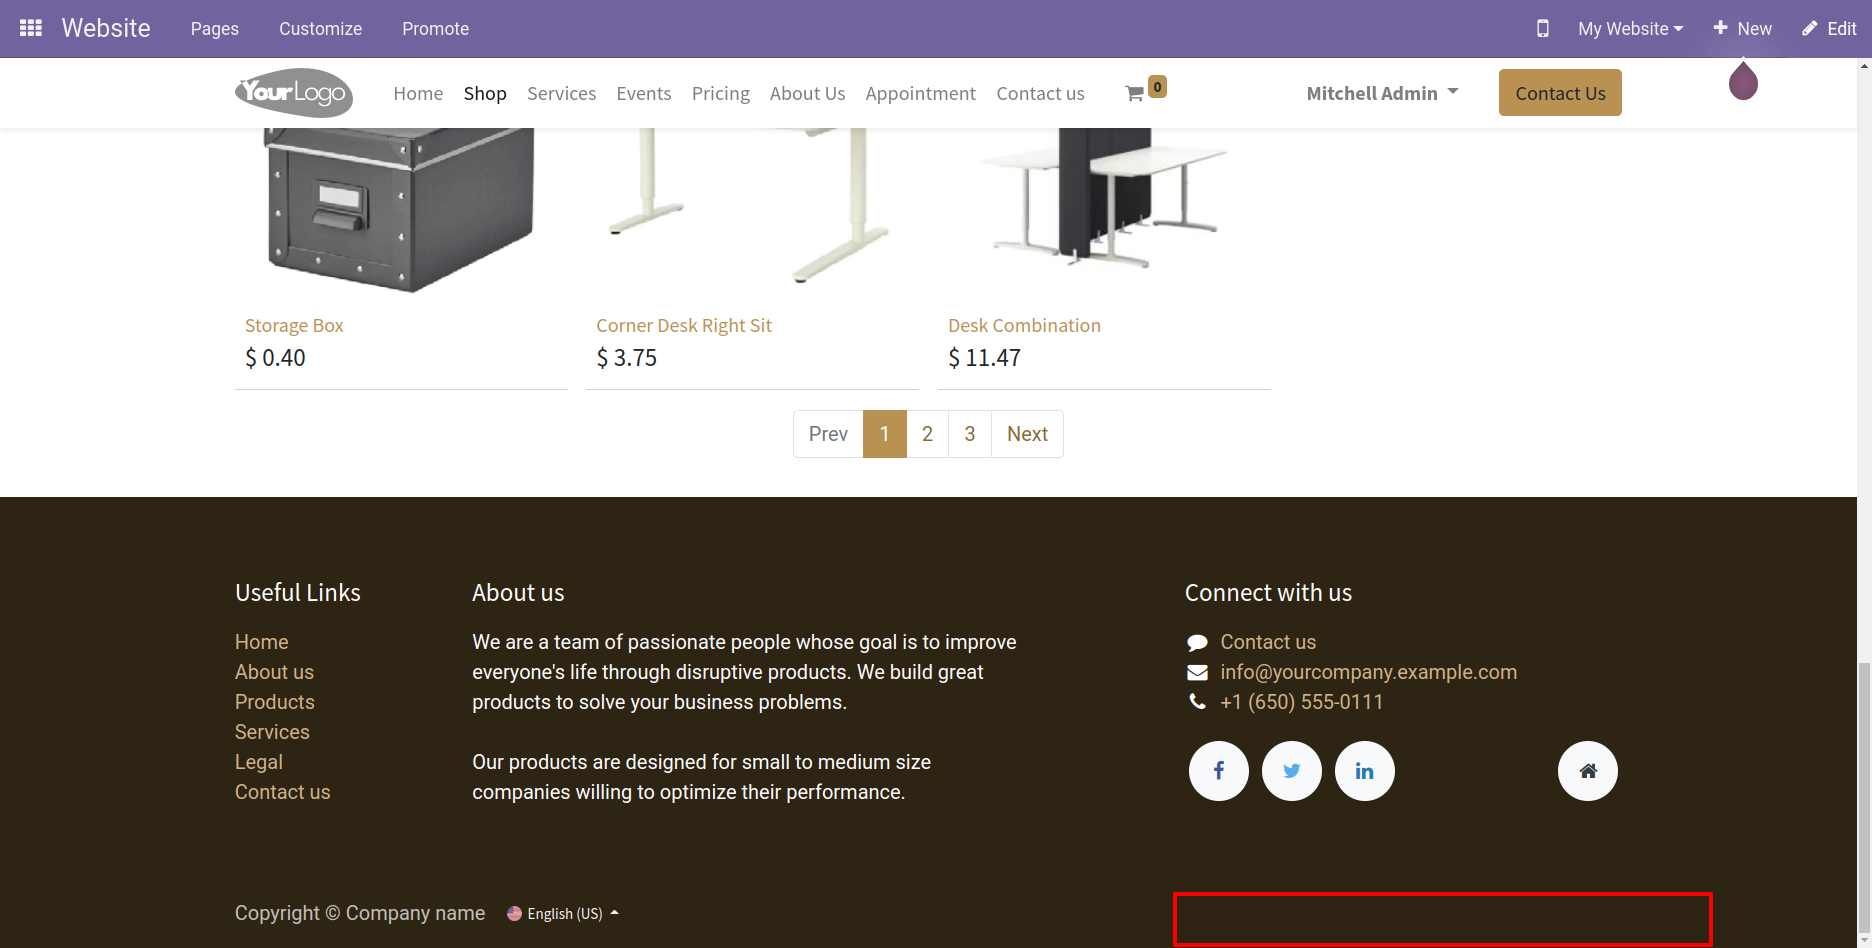 Website Pages Customize Promote My Website New Edit
YourLogo Home Shop Services Events Pricing About Us Appointment Contact us 0 Mitchell Admin Contact Us
Storage Box
$ 0.40
Corner Desk Right Sit
$ 3.75
Desk Combination
$ 11.47
Prev 1 2 3 Next
Useful Links
Home
About us
Products
Services
Legal
Contact us
About us
We are a team of passionate people whose goal is to improve
everyone's life through disruptive products. We build great
products to solve your business problems.
Our products are designed for small to medium size
companies willing to optimize their performance.
Connect with us
Contact us
info@yourcompany.example.com
+1 (650) 555-0111
Copyright © Company name English (US)